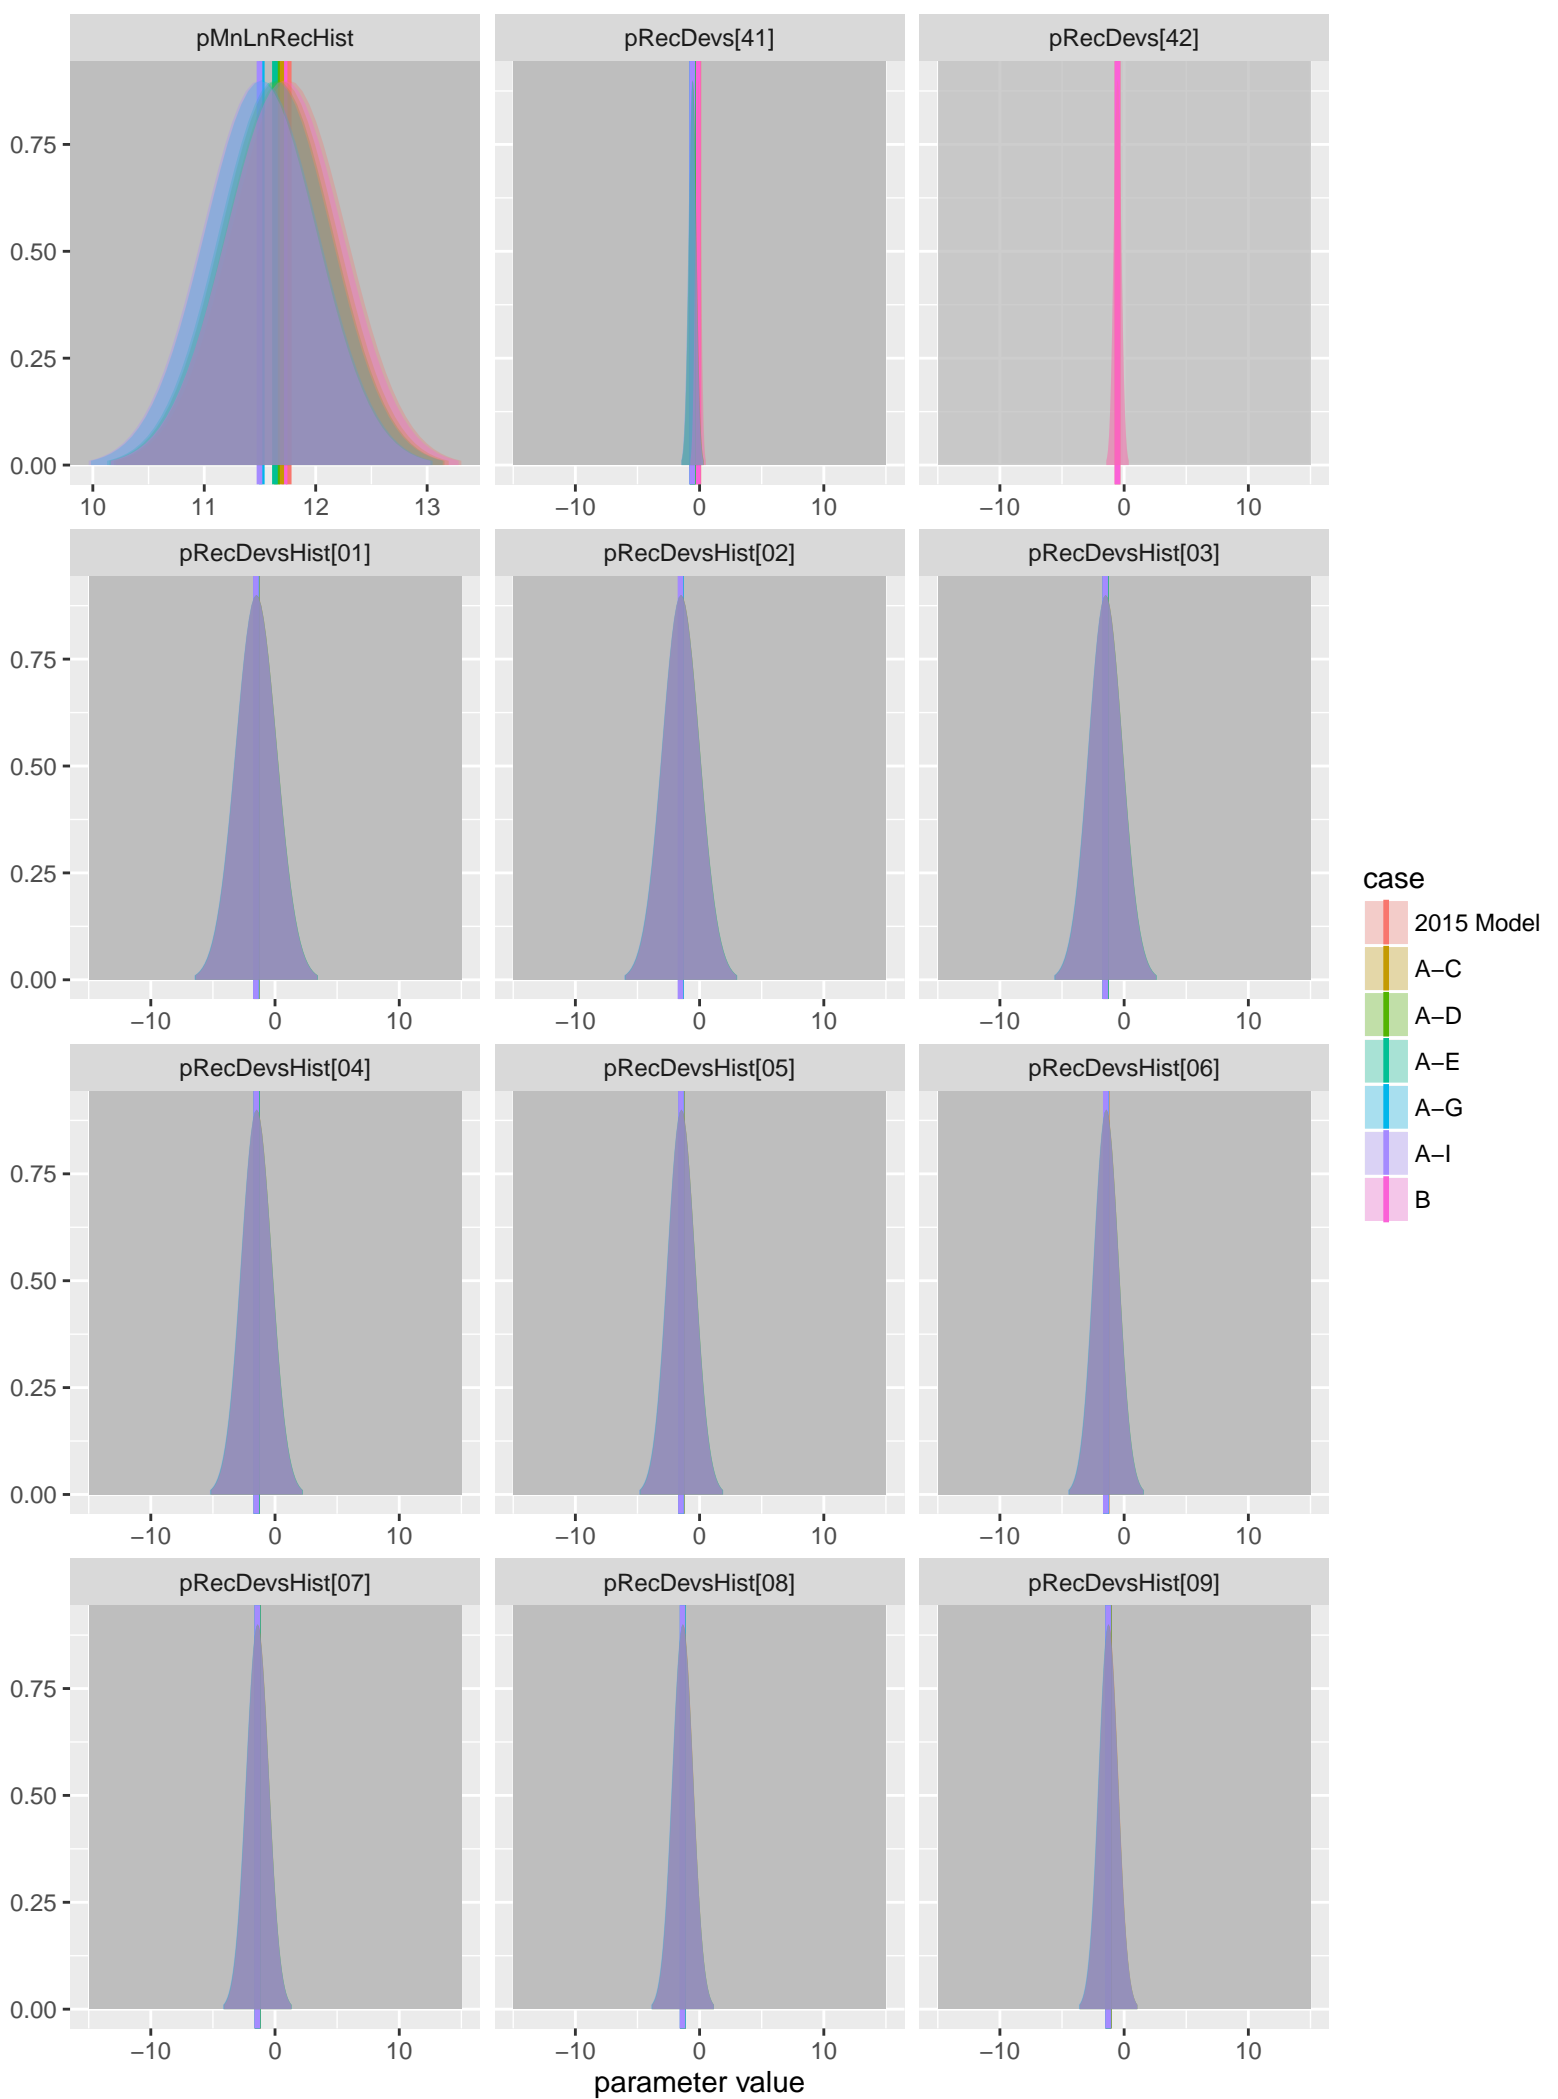 pMnLnRecHist pRecDevs[41] pRecDevs[42]
0.75
0.50
0.25
0.00
10 11 12 13 −10 0 10 −10 0 10
pRecDevsHist[01] pRecDevsHist[02] pRecDevsHist[03]
0.75
0.50
0.25
0.00
−10 0 10 −10 0 10 −10 0 10
pRecDevsHist[04] pRecDevsHist[05] pRecDevsHist[06]
0.75
0.50
0.25
0.00
−10 0 10 −10 0 10 −10 0 10
pRecDevsHist[07] pRecDevsHist[08] pRecDevsHist[09]
0.75
0.50
0.25
0.00
−10 0 10 −10 0 10 −10 0 10
parameter value
case
2015 Model
A−C
A−D
A−E
A−G
A−I
B